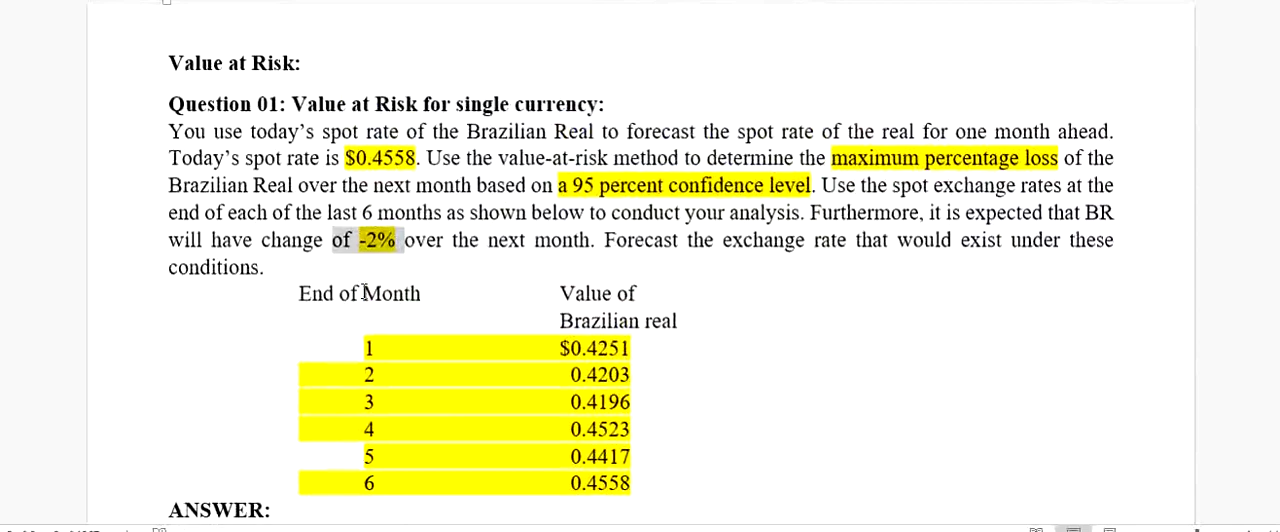 Value at Risk:
Question 01: Value at Risk for single currency:
You use today’s spot rate of the Brazilian Real to forecast the spot rate of the real for one month ahead.
Today’s spot rate is $0.4558. Use the value-at-risk method to determine the maximum percentage loss of the
Brazilian Real over the next month based on a 95 percent confidence level. Use the spot exchange rates at the
end of each of the last 6 months as shown below to conduct your analysis. Furthermore, it is expected that BR
will have change of -2% over the next month. Forecast the exchange rate that would exist under these
conditions.
End of Month Value of
Brazilian real
1 $0.4251
2 0.4203
3 0.4196
4 0.4523
5 0.4417
6 0.4558
ANSWER: